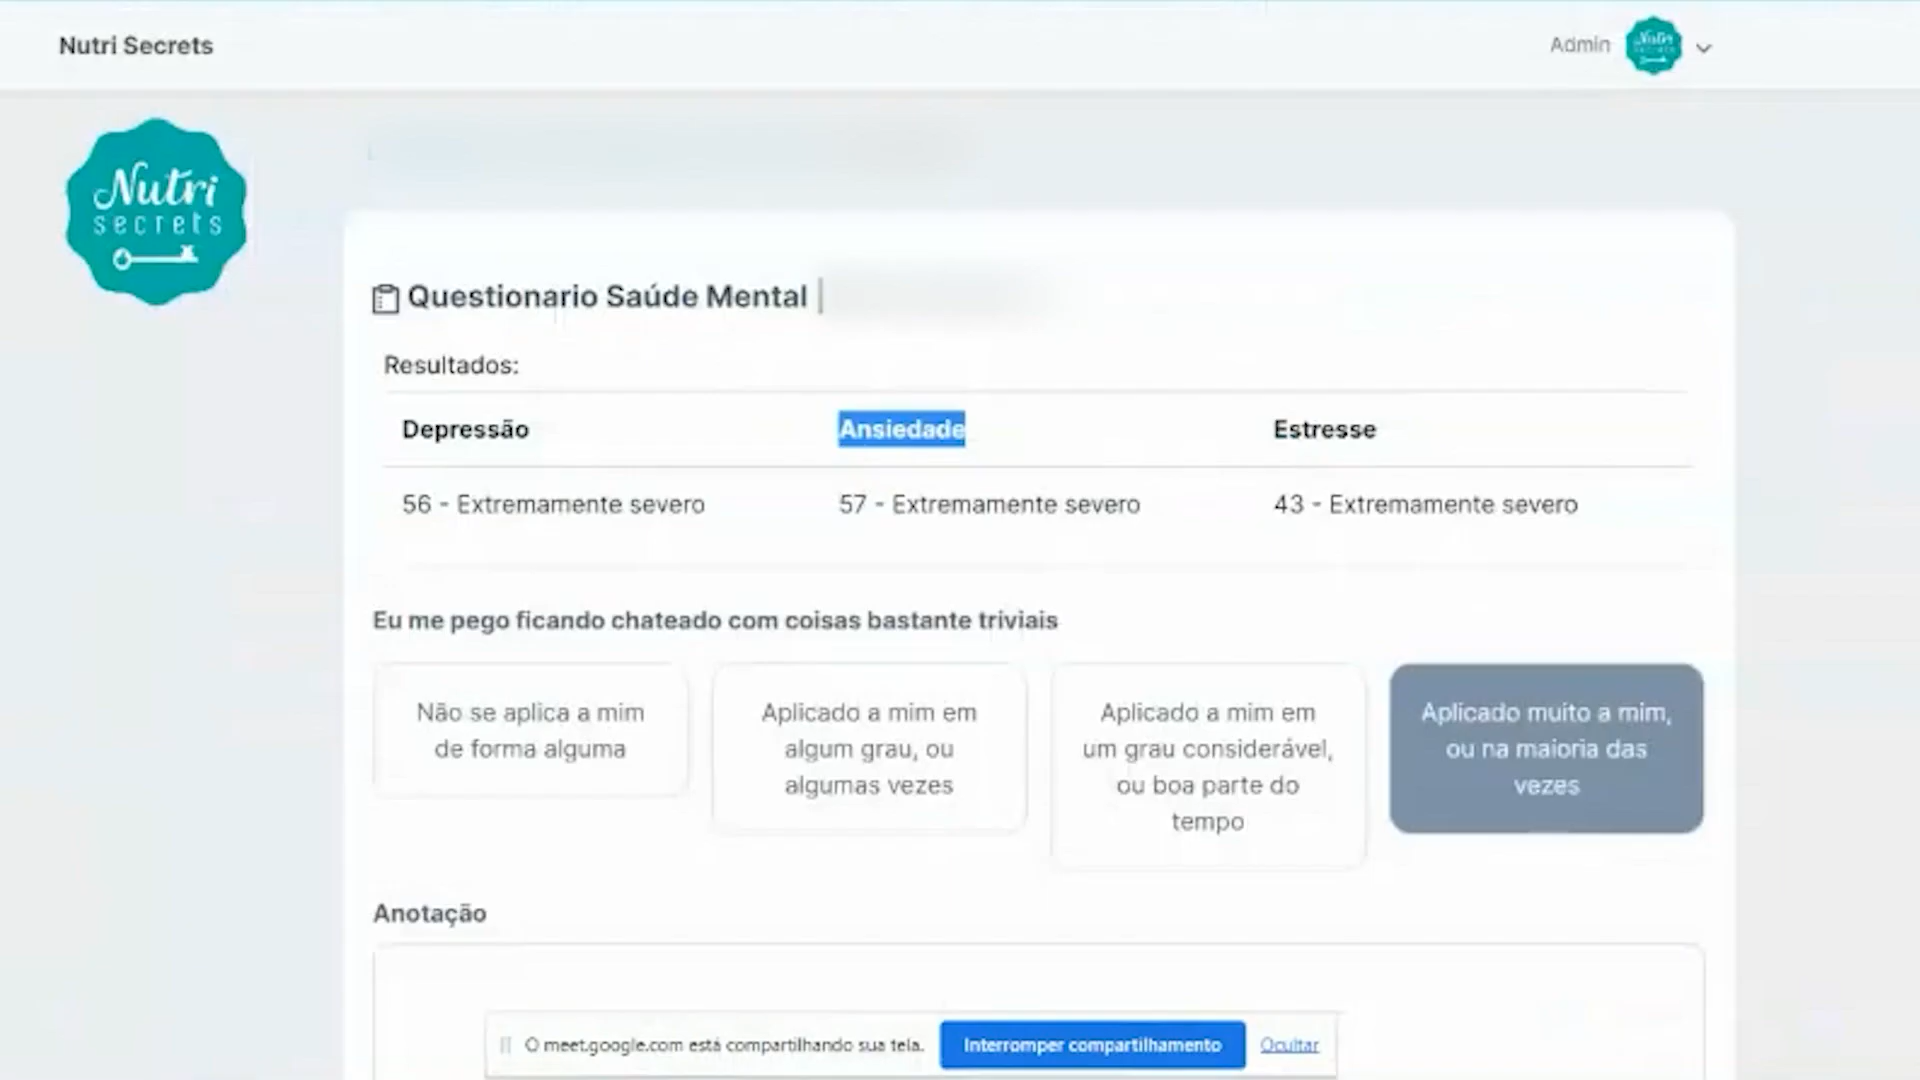 Nutri Secrets
Admin
Nutri
secrets
Questionario Saúde Mental |
Resultados:
Depressão
Ansiedade
Estresse
56 - Extremamente severo
57 - Extremamente severo
43 - Extremamente severo
Eu me pego ficando chateado com coisas bastante triviais
Não se aplica a mim
de forma alguma
Aplicado a mim em
algum grau, ou
algumas vezes
Aplicado a mim em
um grau considerável,
ou boa parte do
tempo
Aplicado muito a mim,
ou na maioria das
vezes
Anotação
O meet.google.com está compartilhando sua tela.
Interromper compartilhamento
Ocultar